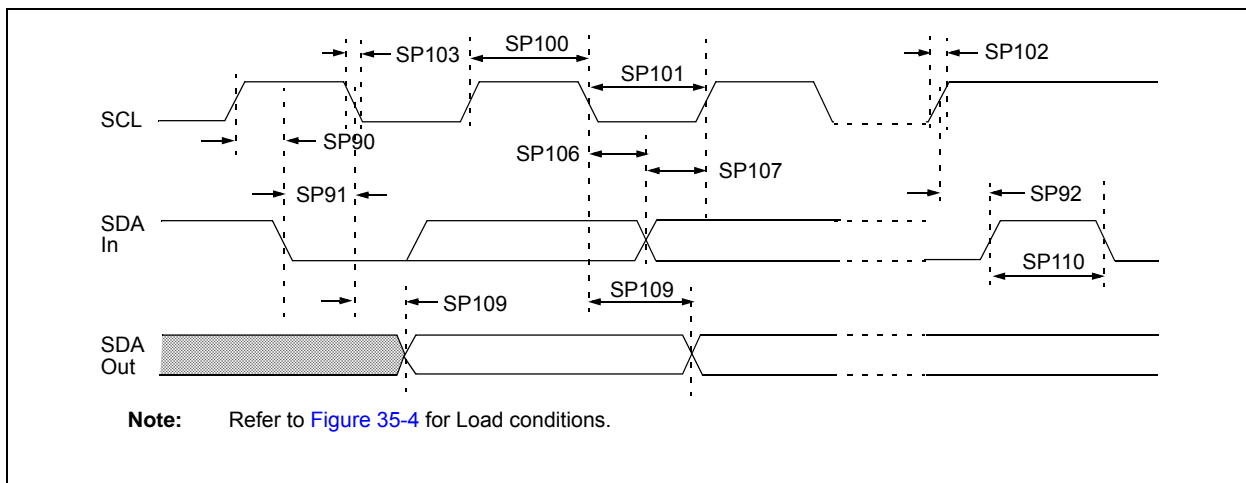 SP103
SP100
SP101
SP102
SCL
SP90
SP106
SP107
SP91
SP92
SDA
In
SP110
SP109
SP109
SDA
Out
Note: Refer to Figure 35-4 for Load conditions.